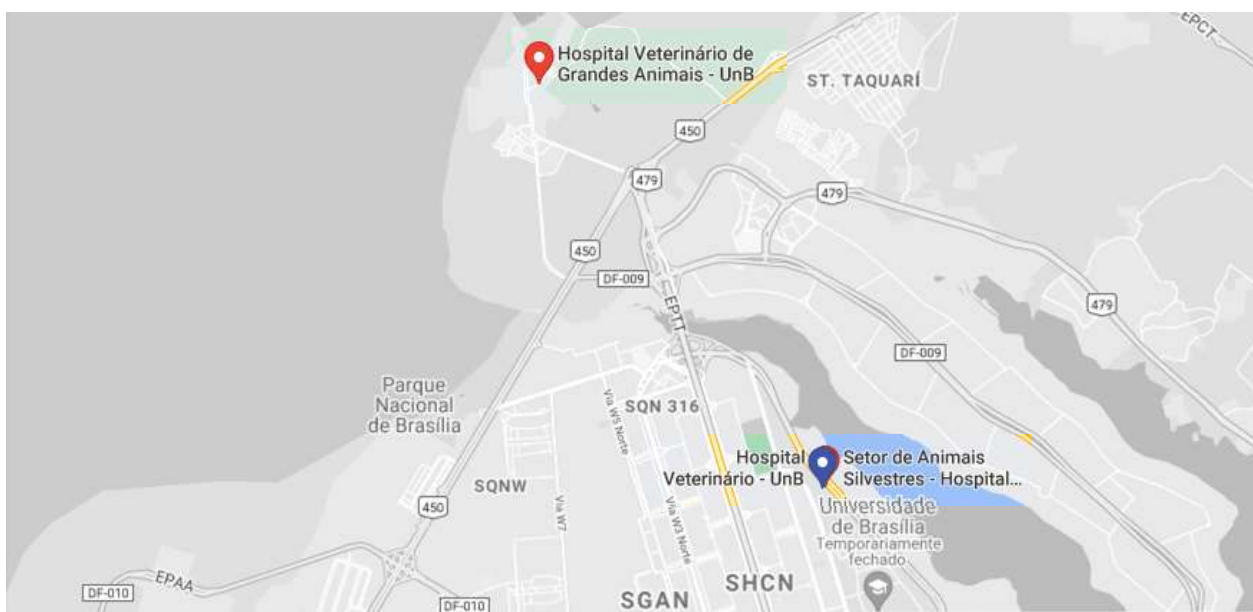 EPCT
Hospital Veterinário de
Grandes Animais - UnB
ST. TAQUARÍ
450
479
479
450
DF-009
479
EPTT
DF-009
Parque
Nacional
de Brasília
Via W5 Norte
SQN 316
Hospital
Veterinário - UnB
Setor de Animais
Silvestres - Hospital...
SQNW
Via W7
Via W3 Norte
450
Universidade
de Brasília
Temporariamente
fechado
EPAA
DF-010
DF-010
SHCN
SGAN